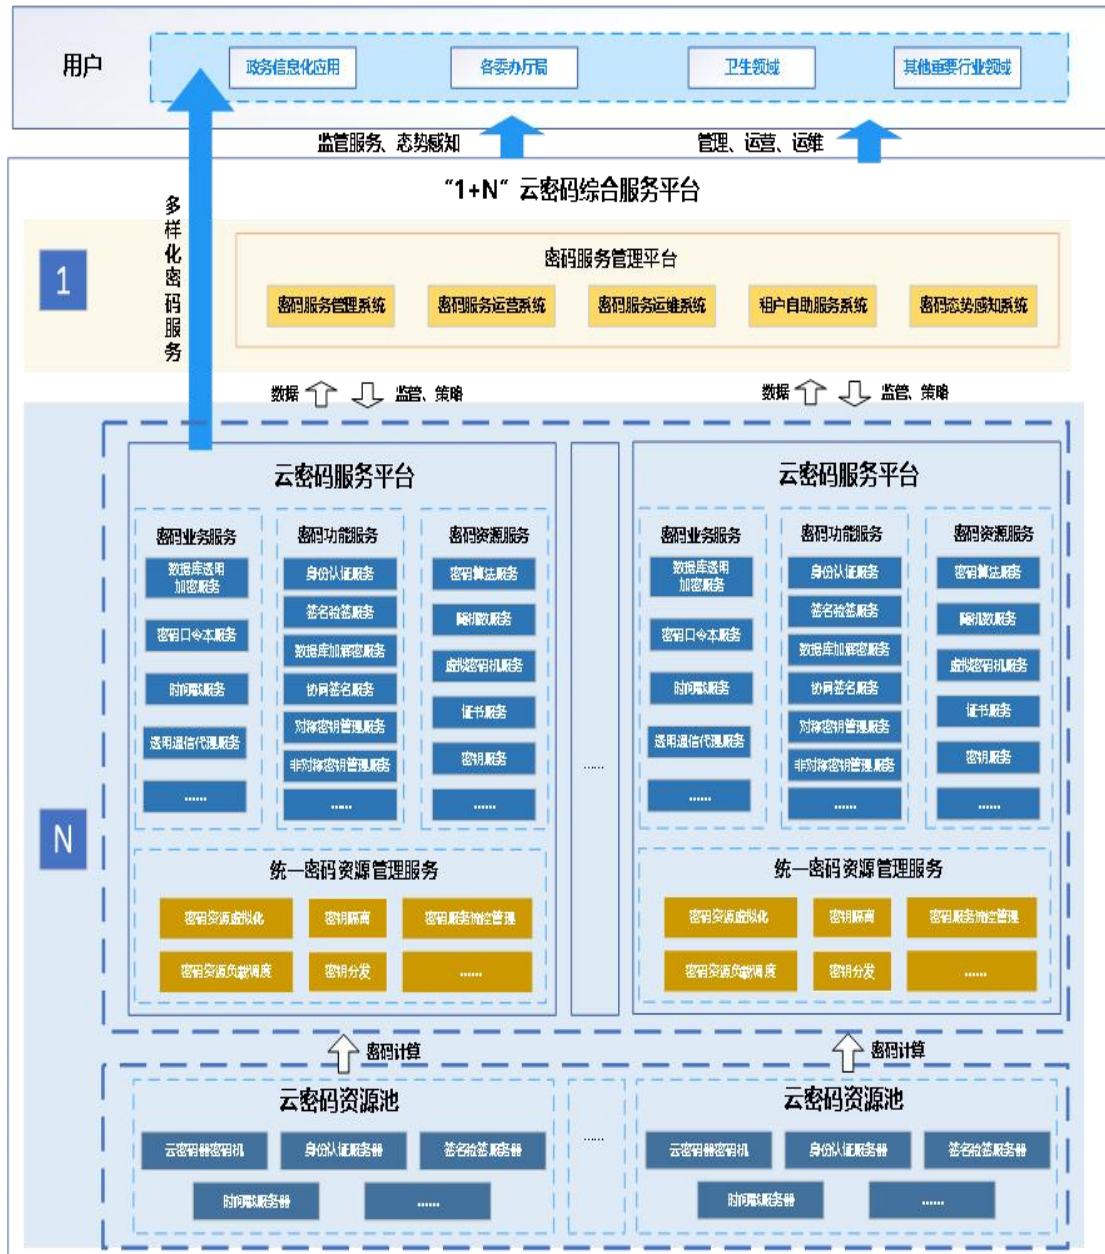 用户
政务信息化应用
各委办厅局
卫生领域
其他重要行业领域
监管服务、态势感知
管理、运营、运维
多样化密码服务
“1+N”云密码综合服务平台
1
密码服务管理平台
密码服务管理系统
密码服务运营系统
密码服务运维系统
租户自助服务系统
密码态势感知系统
数据
监管、策略
数据
监管、策略
N
云密码服务平台
密码业务服务
数据库透明
加密服务
密钥口令本服务
时间戳服务
透明通信代理服务
......
密码功能服务
身份认证服务
签名验签服务
数据库加解密服务
协同签名服务
对称密钥管理服务
非对称密钥管理服务
......
密码资源服务
密码算法服务
随机数服务
虚拟密码机服务
证书服务
密钥服务
......
统一密码资源管理服务
密码资源虚拟化
密钥隔离
密码服务流控管理
密码资源负载调度
密钥分发
......
......
云密码服务平台
密码业务服务
数据库透明
加密服务
密钥口令本服务
时间戳服务
透明通信代理服务
......
密码功能服务
身份认证服务
签名验签服务
数据库加解密服务
协同签名服务
对称密钥管理服务
非对称密钥管理服务
......
密码资源服务
密码算法服务
随机数服务
虚拟密码机服务
证书服务
密钥服务
......
统一密码资源管理服务
密码资源虚拟化
密钥隔离
密码服务流控管理
密码资源负载调度
密钥分发
......
密码计算
密码计算
云密码资源池
云密码器密码机
身份认证服务器
签名验签服务器
时间戳服务器
......
......
云密码资源池
云密码器密码机
身份认证服务器
签名验签服务器
时间戳服务器
......